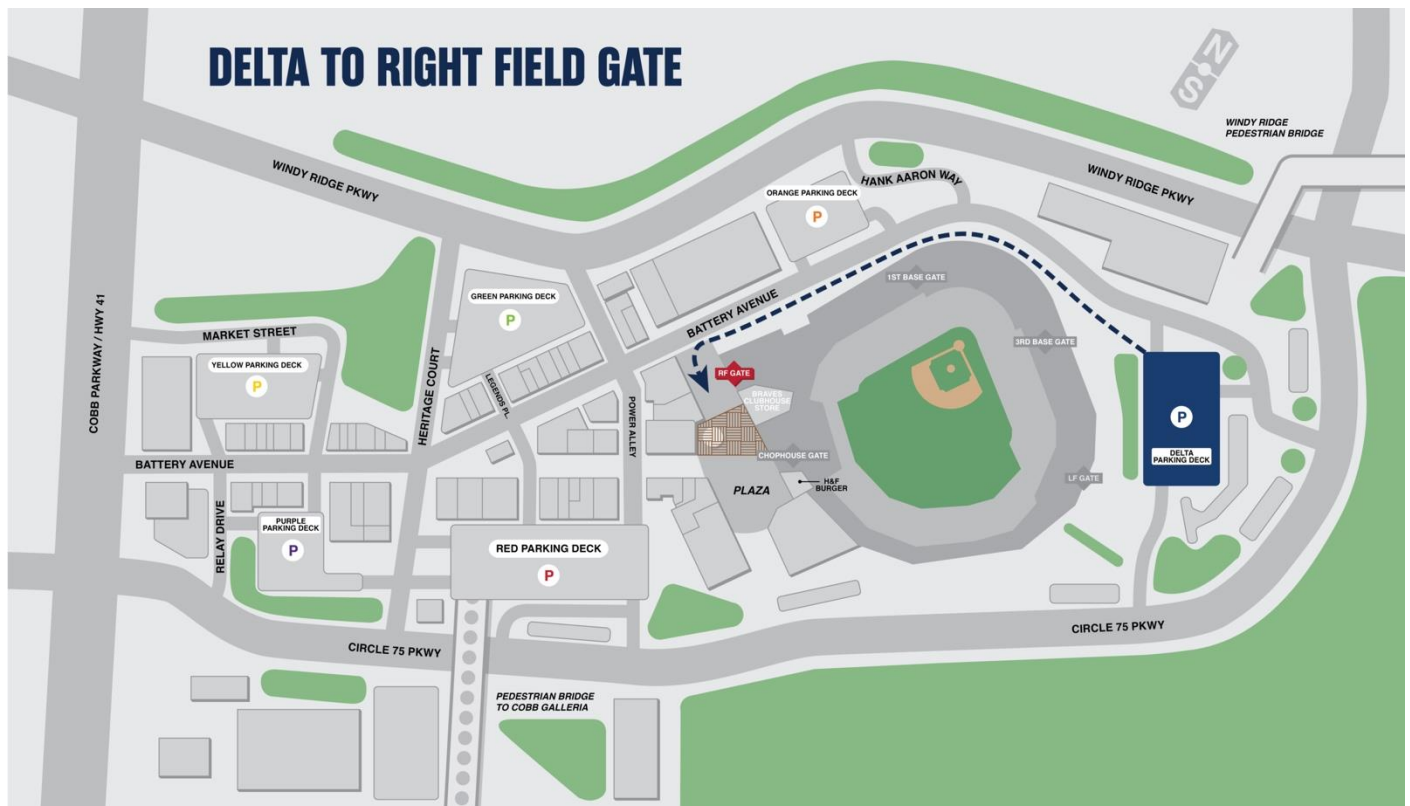 DELTA TO RIGHT FIELD GATE
N
S
WINDY RIDGE
PEDESTRIAN BRIDGE
WINDY RIDGE PKWY
HANK AARON WAY
WINDY RIDGE PKWY
ORANGE PARKING DECK
P
COBB PARKWAY / HWY 41
GREEN PARKING DECK
P
BATTERY AVENUE
1ST BASE GATE
3RD BASE GATE
MARKET STREET
YELLOW PARKING DECK
P
HERITAGE COURT
LEGENDS PL.
POWER ALLEY
RF GATE
BRAVES
CLUBHOUSE
STORE
P
DELTA
PARKING DECK
BATTERY AVENUE
CHOPHOUSE GATE
H&F
BURGER
PLAZA
LF GATE
RELAY DRIVE
PURPLE
PARKING DECK
P
RED PARKING DECK
P
CIRCLE 75 PKWY
CIRCLE 75 PKWY
PEDESTRIAN BRIDGE
TO COBB GALLERIA